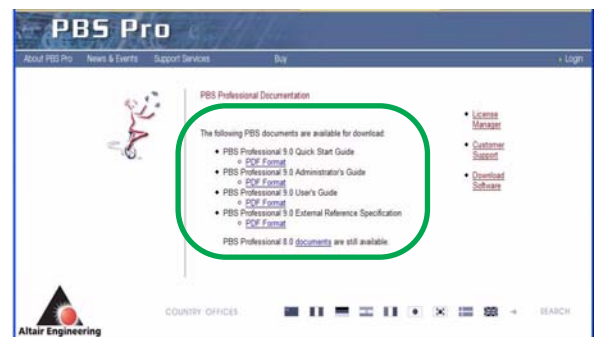 PBS Pro
About PBS Pro News & Events Support Services Buy Login
PBS Professional Documentation
The following PBS documents are available for download:
PBS Professional 9.0 Quick Start Guide
PDF Format
PBS Professional 9.0 Administrator's Guide
PDF Format
PBS Professional 9.0 User's Guide
PDF Format
PBS Professional 9.0 External Reference Specification
PDF Format
PBS Professional 8.0 documents are still available.
License
Manager
Customer
Support
Download
Software
Altair Engineering
COUNTRY OFFICES
SEARCH